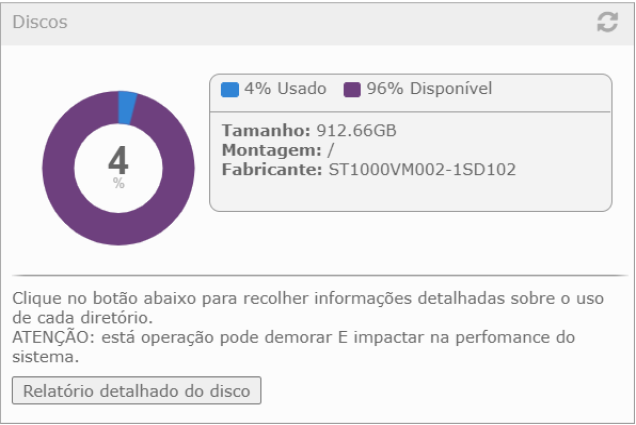 Discos
4% Usado 96% Disponível
4
%
Tamanho: 912.66GB
Montagem: /
Fabricante: ST1000VM002-1SD102
Clique no botão abaixo para recolher informações detalhadas sobre o uso
de cada diretório.
ATENÇÃO: está operação pode demorar E impactar na perfomance do
sistema.
Relatório detalhado do disco